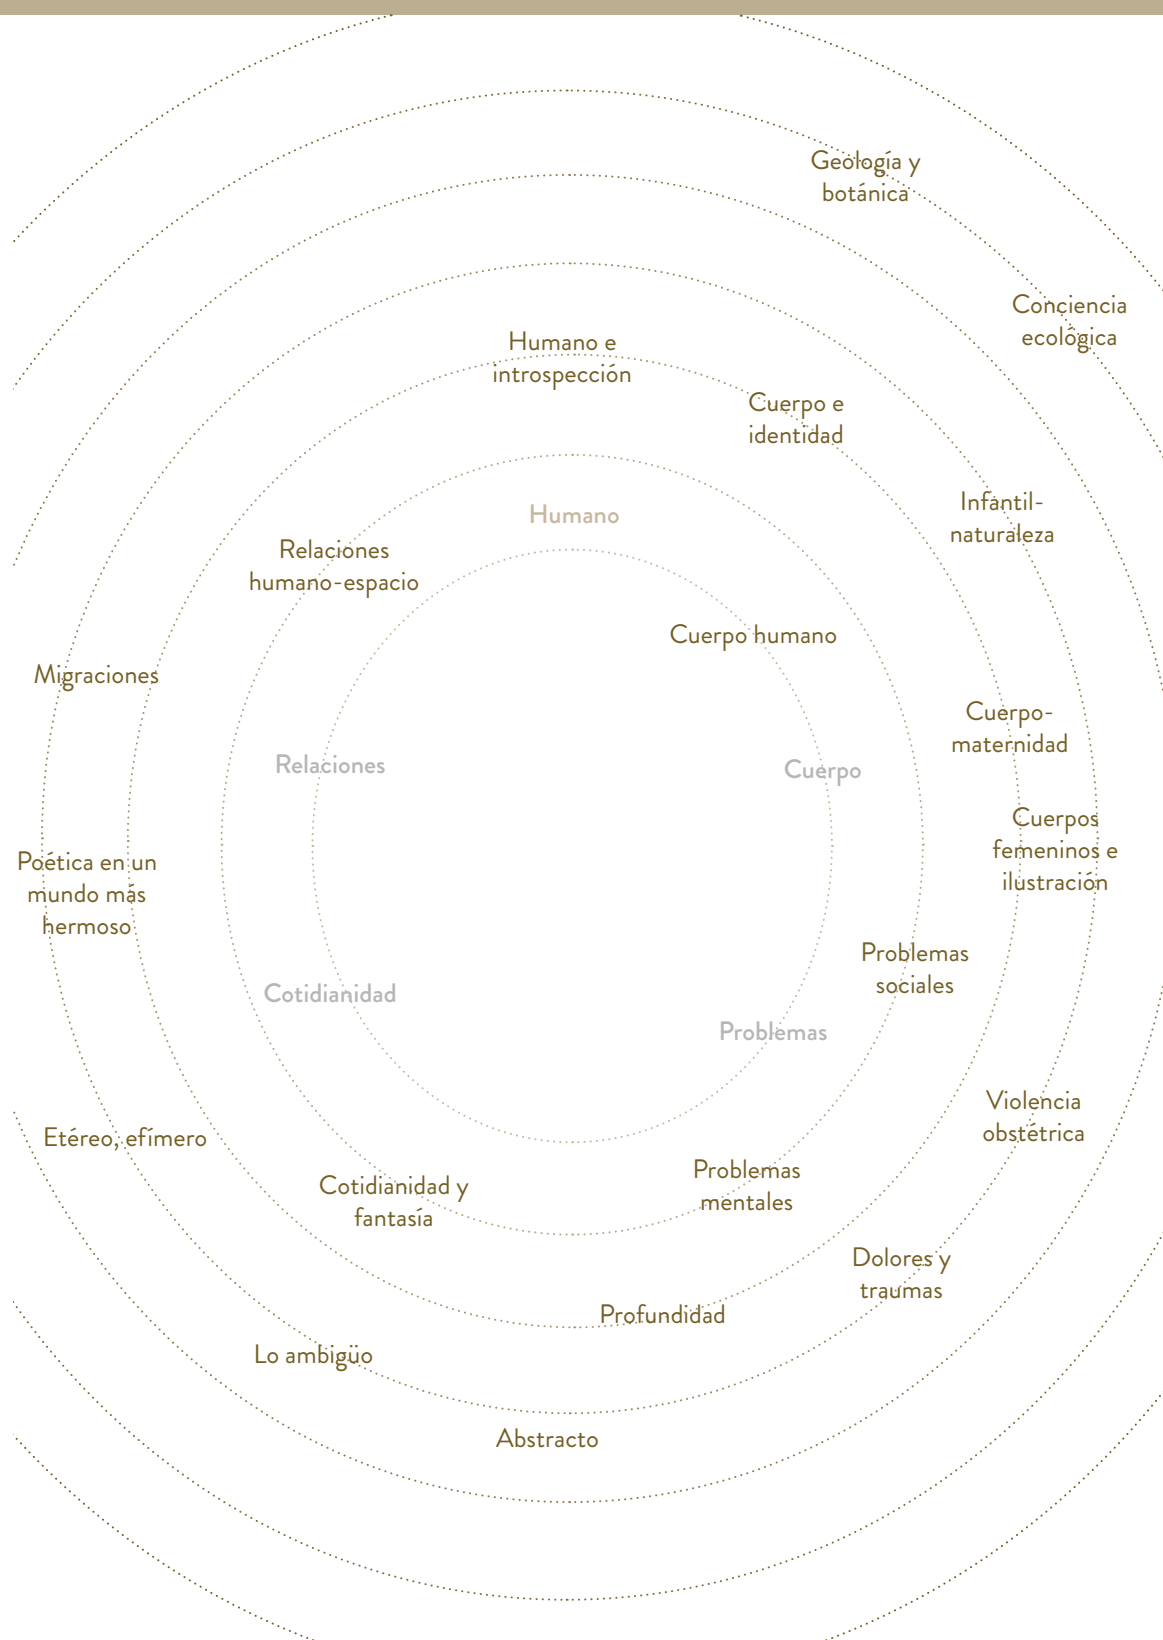 Geología y
botánica
Conciencia
ecológica
Humano e
introspección
Cuerpo e
identidad
Infantil-
naturaleza
Humano
Relaciones
humano-espacio
Cuerpo humano
Migraciones
Cuerpo-
maternidad
Relaciones
Cuerpo
Cuerpos
femeninos e
ilustración
Poética en un
mundo más
hermoso
Problemas
sociales
Cotidianidad
Problemas
Violencia
obstétrica
Etéreo, efímero
Cotidianidad y
fantasía
Problemas
mentales
Dolores y
traumas
Profundidad
Lo ambigüo
Abstracto